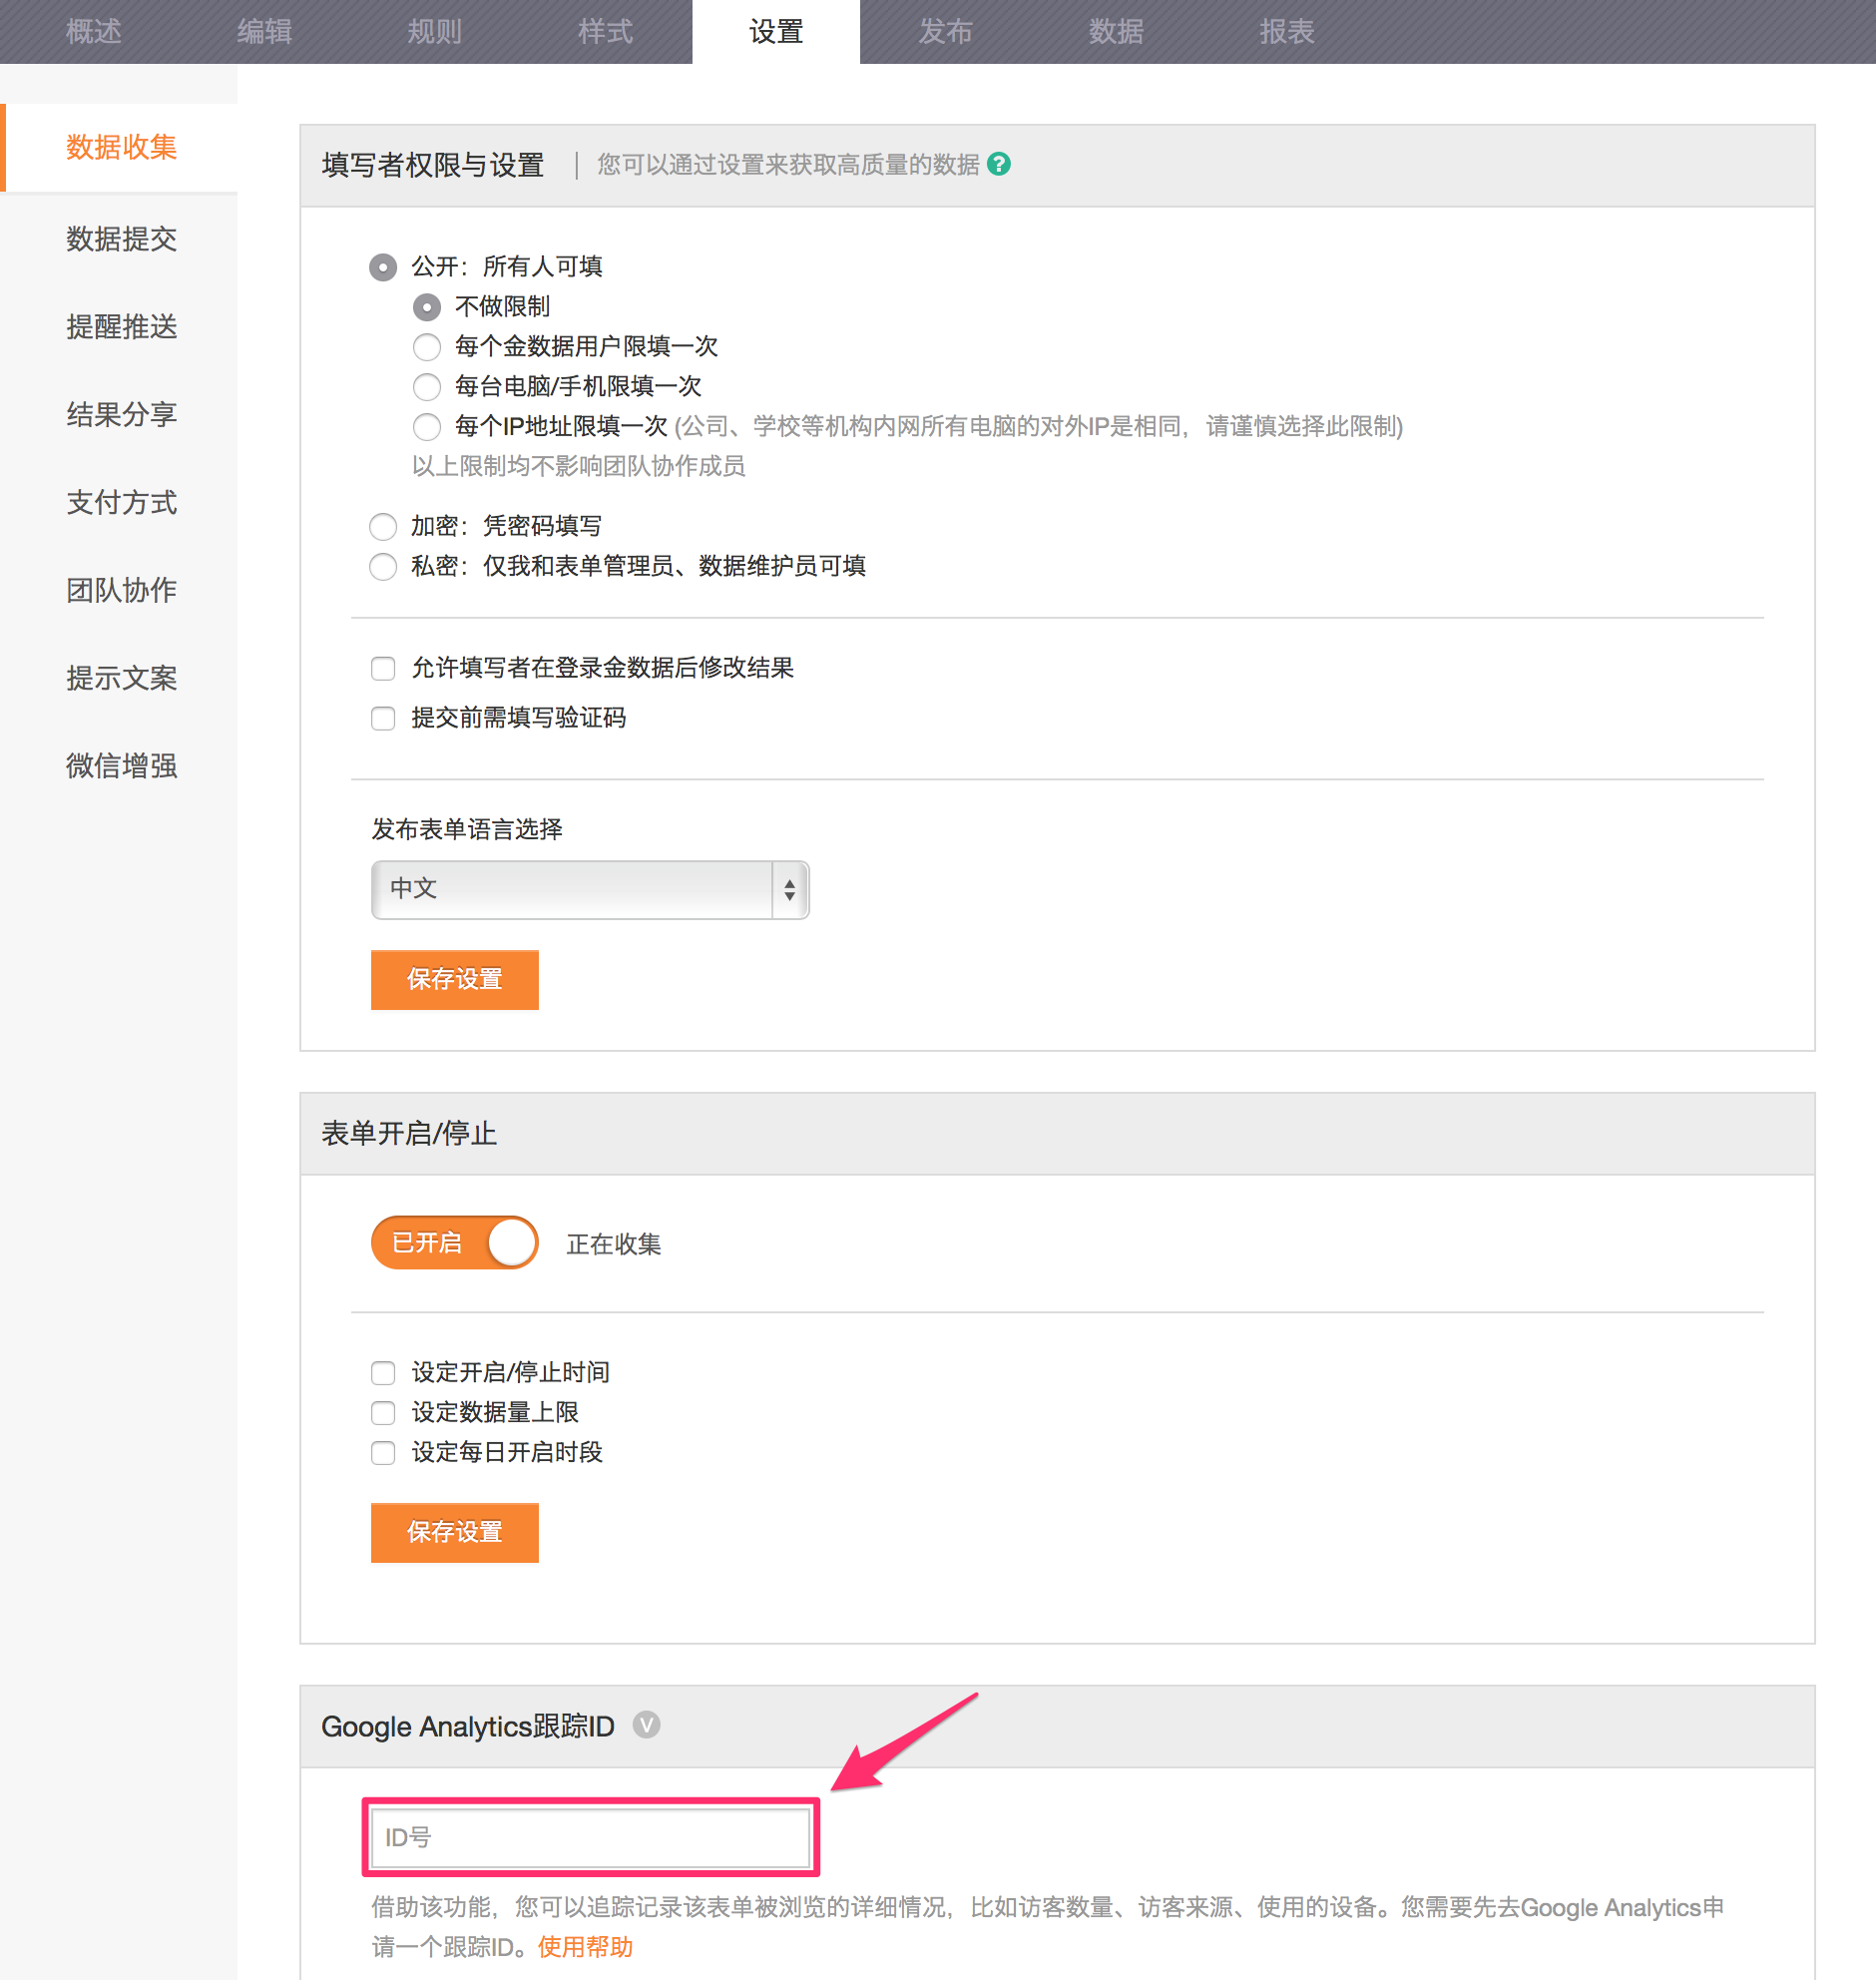 概述 编辑 规则 样式 设置 发布 数据 报表
数据收集
数据提交
提醒推送
结果分享
支付方式
团队协作
提示文案
微信增强
填写者权限与设置 | 您可以通过设置来获取高质量的数据 ?
公开：所有人可填
不做限制
每个金数据用户限填一次
每台电脑/手机限填一次
每个IP地址限填一次 (公司、学校等机构内网所有电脑的对外IP是相同，请谨慎选择此限制)
以上限制均不影响团队协作成员
加密：凭密码填写
私密：仅我和表单管理员、数据维护员可填
允许填写者在登录金数据后修改结果
提交前需填写验证码
发布表单语言选择
中文
保存设置
表单开启/停止
已开启 正在收集
设定开启/停止时间
设定数据量上限
设定每日开启时段
保存设置
Google Analytics跟踪ID V
ID号
借助该功能，您可以追踪记录该表单被浏览的详细情况，比如访客数量、访客来源、使用的设备。您需要先去Google Analytics申
请一个跟踪ID。使用帮助